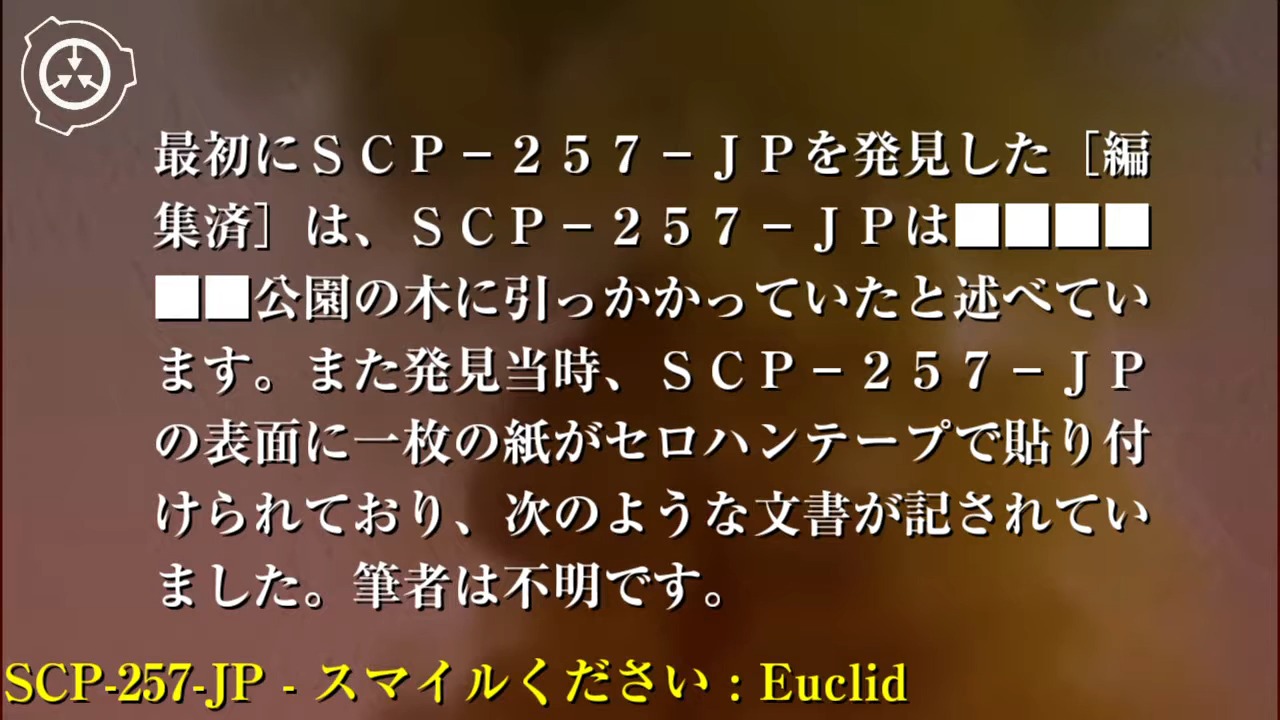 最初にＳＣＰ－２５７－ＪＰを発見した［編
集済］は、ＳＣＰ－２５７－ＪＰは■■■■
■■公園の木に引っかかっていたと述べてい
ます。また発見当時、ＳＣＰ－２５７－ＪＰ
の表面に一枚の紙がセロハンテープで貼り付
けられており、次のような文書が記されてい
ました。筆者は不明です。
SCP-257-JP - スマイルください : Euclid